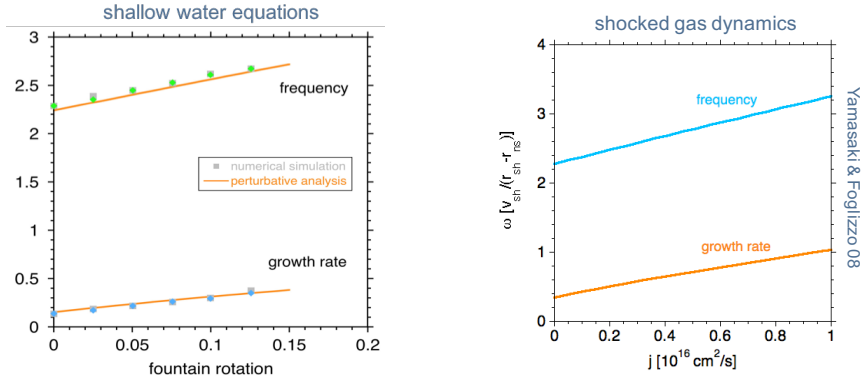 shallow water equations
3
2.5
2
1.5
1
0.5
0
frequency
numerical simulation
perturbative analysis
growth rate
0 0.05 0.1 0.15 0.2
fountain rotation
shocked gas dynamics
4
3
2
1
0
ω [v_sh/(r_sh-r_ns)]
frequency
growth rate
0 0.2 0.4 0.6 0.8 1
j [10^16 cm^2/s]
Yamasaki & Foglizzo 08